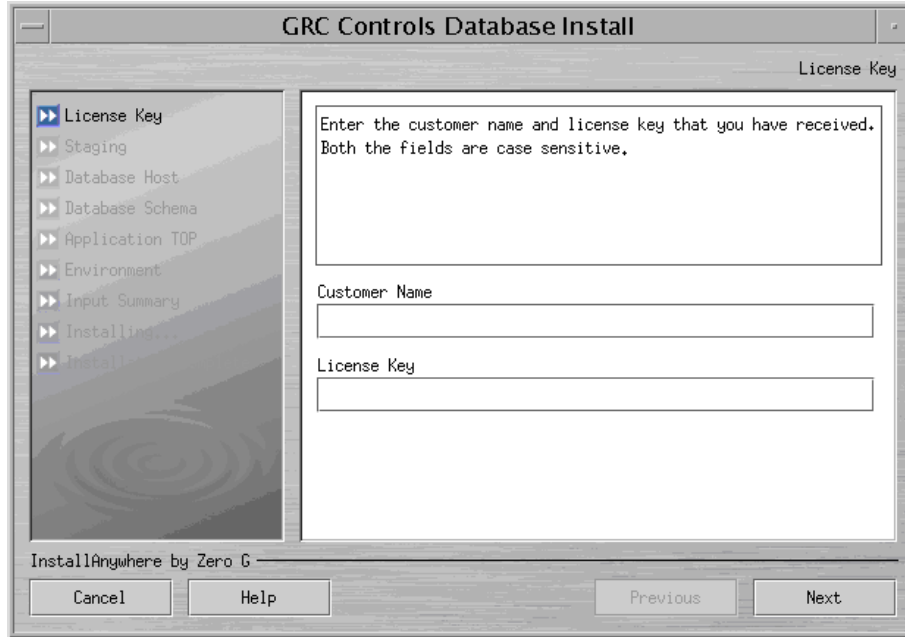 GRC Controls Database Install
License Key
License Key
Staging
Database Host
Database Schema
Application TOP
Environment
Input Summary
Installing...
Install
Enter the customer name and license key that you have received.
Both the fields are case sensitive.
Customer Name
License Key
InstallAnywhere by Zero G
Cancel
Help
Previous
Next